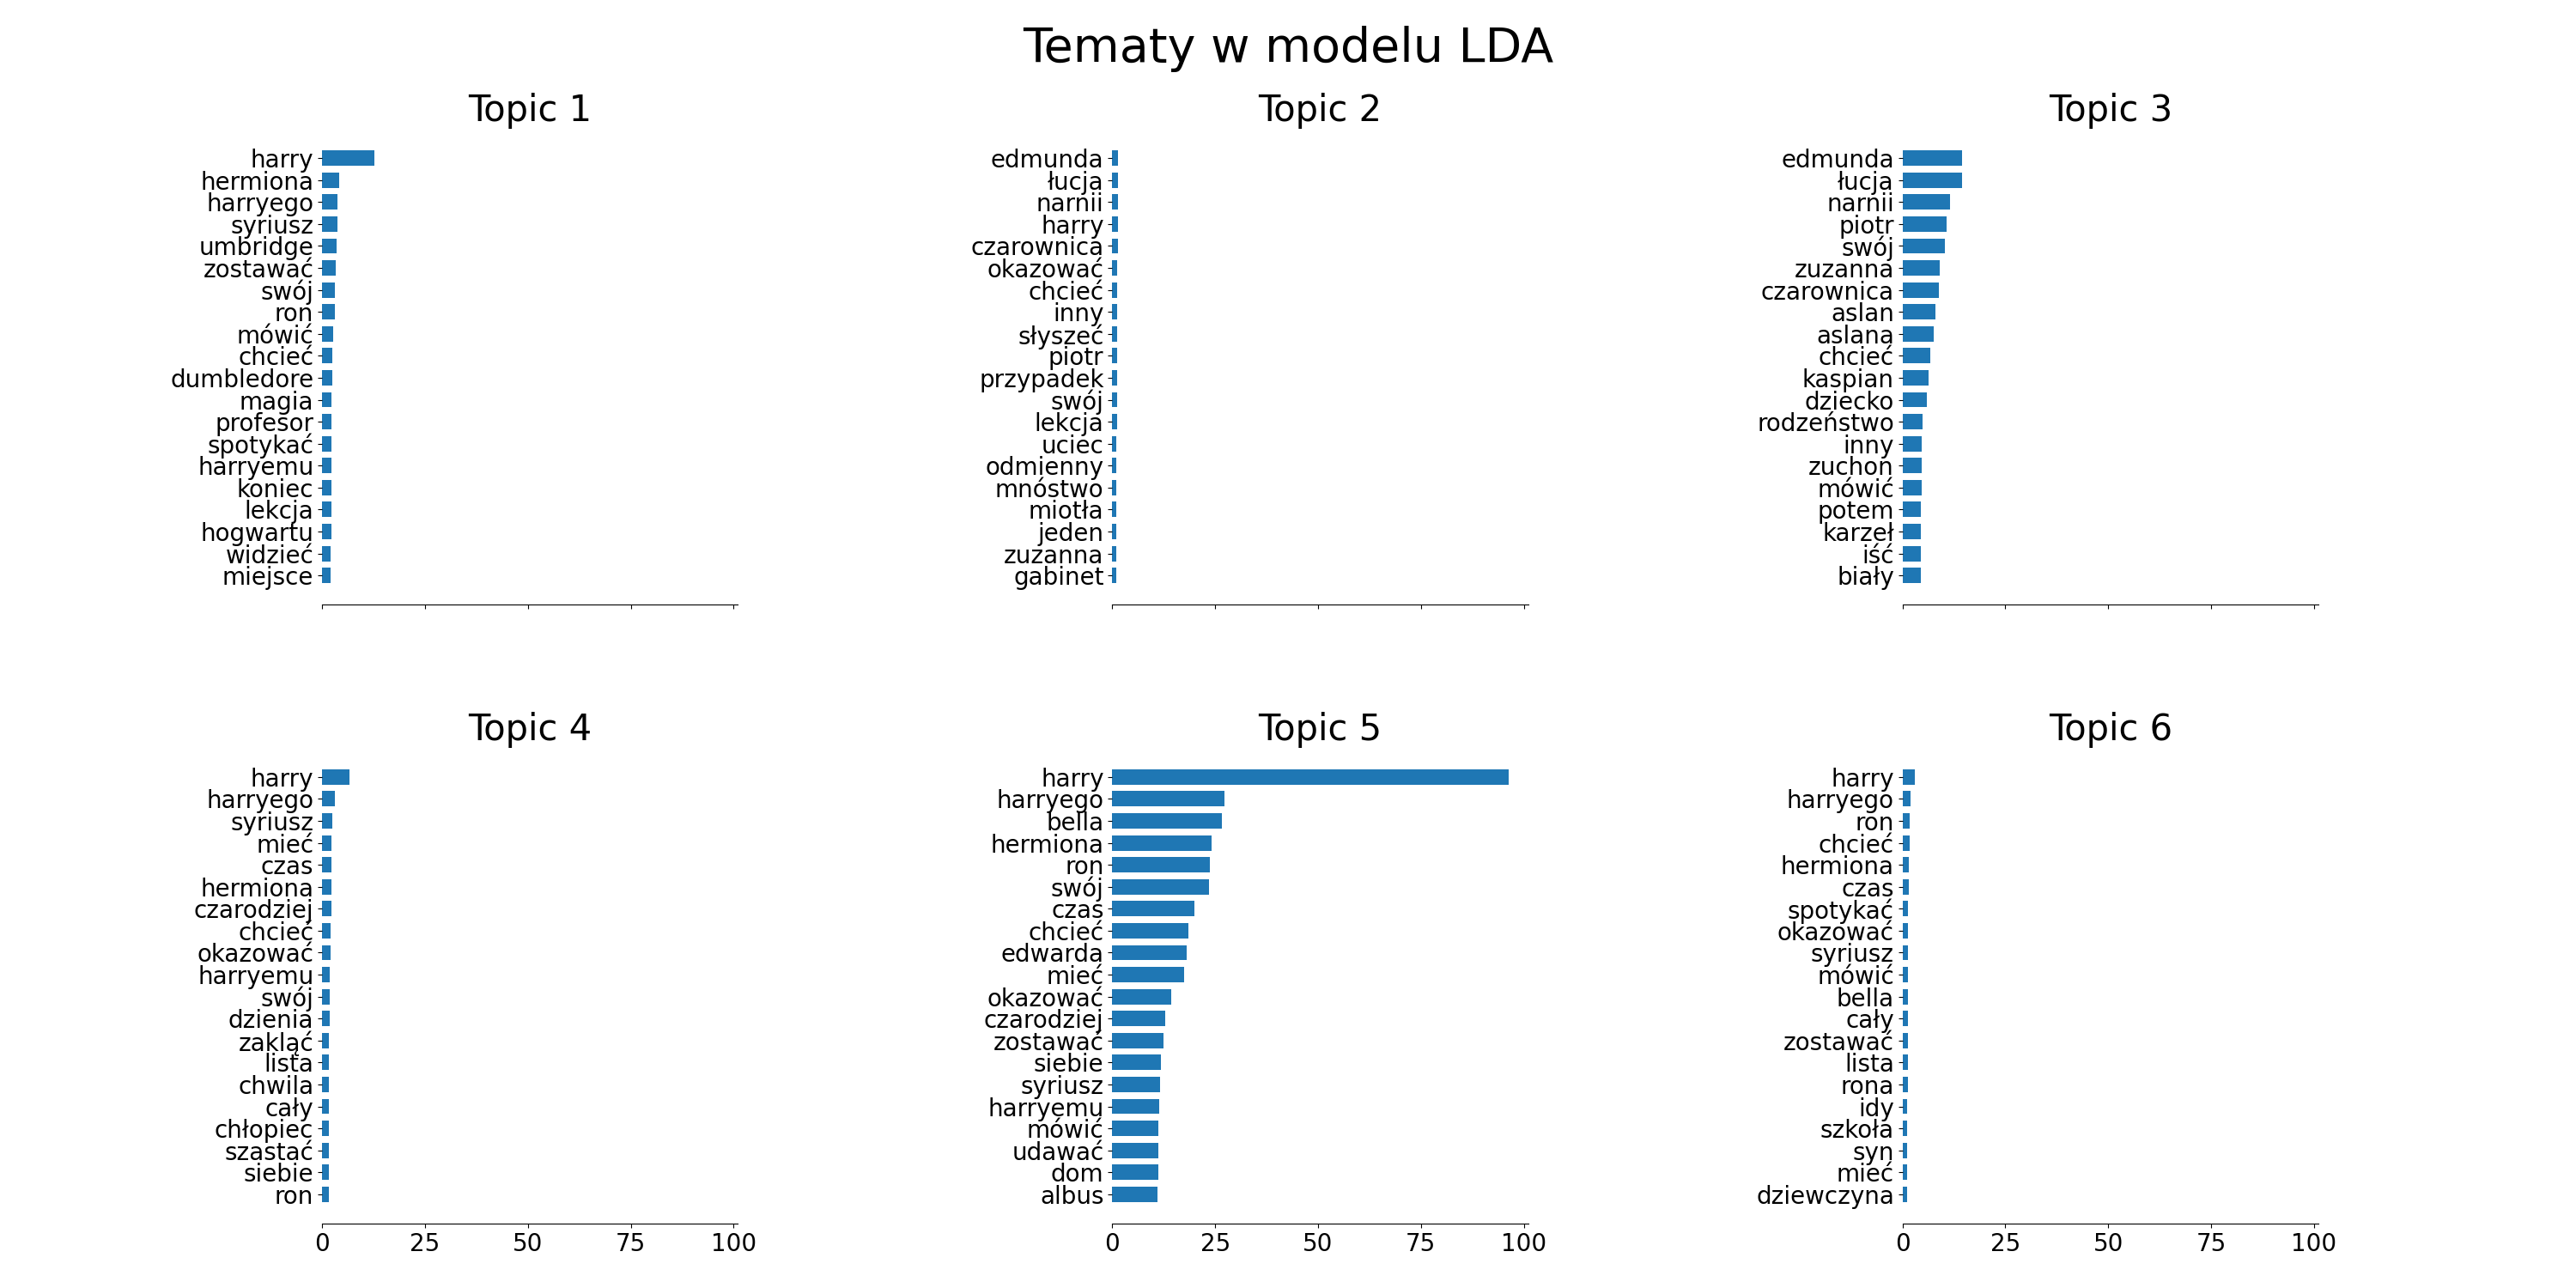 Tematy w modelu LDA
Topic 1
harry
hermiona
harryego
syriusz
umbridge
zostawać
swój
ron
mówić
chcieć
dumbledore
magia
profesor
spotykać
harryemu
koniec
lekcja
hogwartu
widzieć
miejsce
Topic 2
edmunda
łucja
narnii
harry
czarownica
okazować
chcieć
inny
słyszeć
piotr
przypadek
swój
lekcja
uciec
odmienny
mnóstwo
miotła
jeden
zuzanna
gabinet
Topic 3
edmunda
łucja
narnii
piotr
swój
zuzanna
czarownica
aslan
aslana
chcieć
kaspian
dziecko
rodzeństwo
inny
zuchon
mówić
potem
karzeł
iść
biały
Topic 4
harry
harryego
syriusz
mieć
czas
hermiona
czarodziej
chcieć
okazować
harryemu
swój
dzienia
zakląć
lista
chwila
cały
chłopiec
szastać
siebie
ron
0 25 50 75 100
Topic 5
harry
harryego
bella
hermiona
ron
swój
czas
chcieć
edwarda
mieć
okazować
czarodziej
zostawać
siebie
syriusz
harryemu
mówić
udawać
dom
albus
0 25 50 75 100
Topic 6
harry
harryego
ron
chcieć
hermiona
czas
spotykać
okazować
syriusz
mówić
bella
cały
zostawać
lista
rona
idy
szkoła
syn
mieć
dziewczyna
0 25 50 75 100